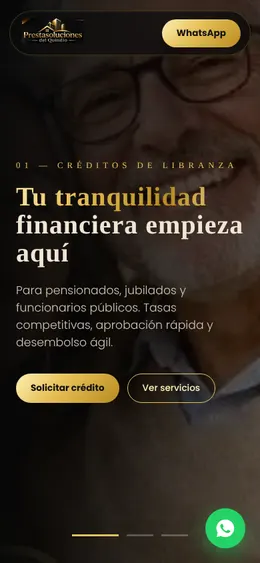 Prestasoluciones
del Quindío
WhatsApp
01 — CRÉDITOS DE LIBRANZA
Tu tranquilidad
financiera empieza
aquí
Para pensionados, jubilados y
funcionarios públicos. Tasas
competitivas, aprobación rápida y
desembolso ágil.
Solicitar crédito
Ver servicios